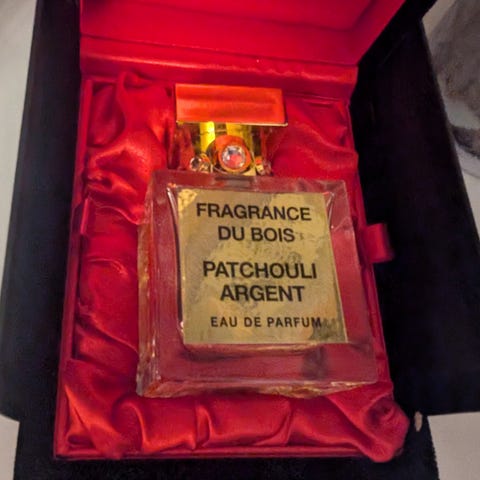 FRAGRANCE
DU BOIS
PATCHOULI
ARGENT
EAU DE PARFUM